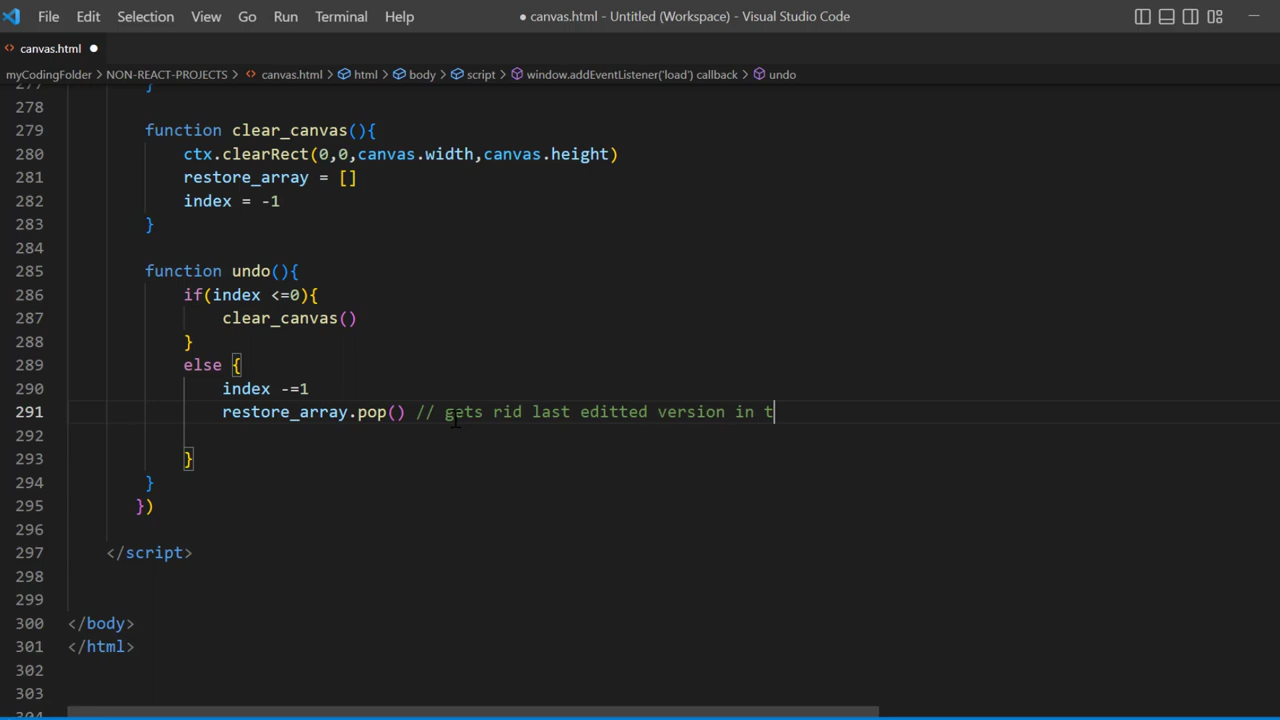 File Edit Selection View Go Run Terminal Help ● canvas.html - Untitled (Workspace) - Visual Studio Code
<> canvas.html ●
myCodingFolder > NON-REACT-PROJECTS > <> canvas.html > html > body > script > window.addEventListener('load') callback > undo
277 }
278
279 function clear_canvas(){
280 ctx.clearRect(0,0,canvas.width,canvas.height)
281 restore_array = []
282 index = -1
283 }
284
285 function undo(){
286 if(index <=0){
287 clear_canvas()
288 }
289 else {
290 index -=1
291 restore_array.pop() // gets rid last editted version in t
292
293 }
294 }
295 })
296
297 </script>
298
299
300 </body>
301 </html>
302
303
304